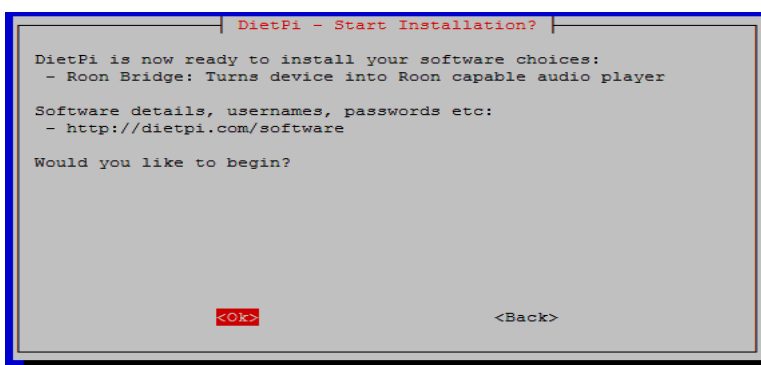 DietPi - Start Installation?
DietPi is now ready to install your software choices:
- Roon Bridge: Turns device into Roon capable audio player
Software details, usernames, passwords etc:
- http://dietpi.com/software
Would you like to begin?
<Ok> <Back>